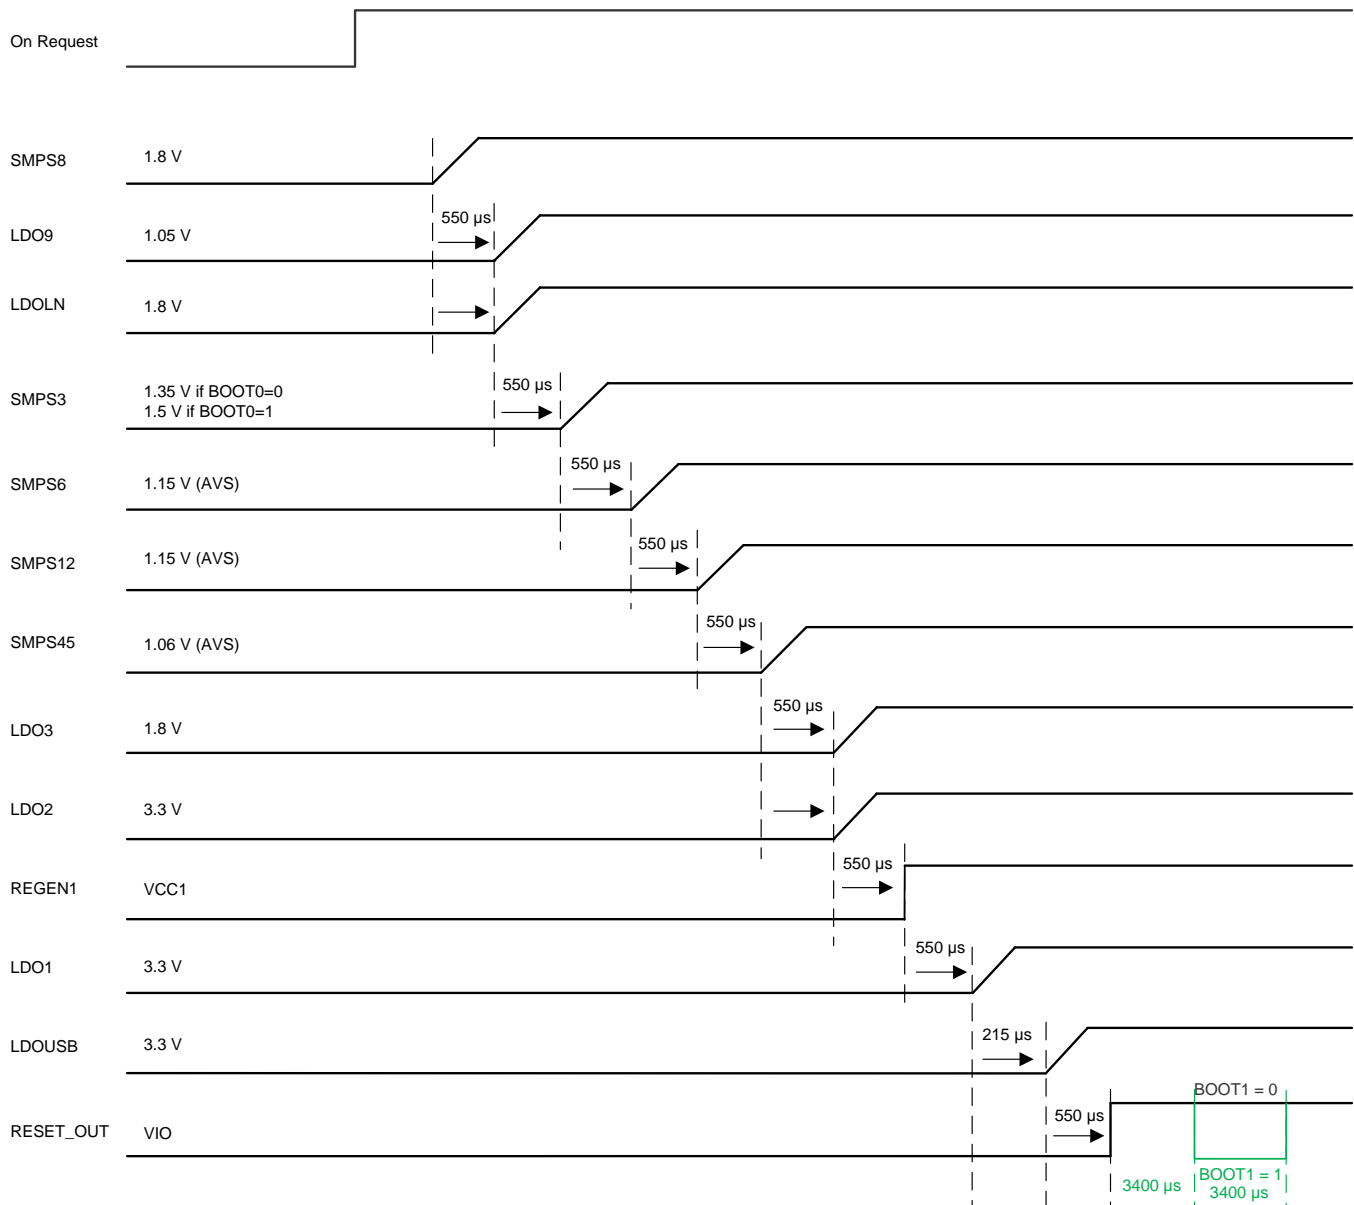 On Request
SMPS8
1.8 V
550 µs
LDO9
1.05 V
LDOLN
1.8 V
550 µs
SMPS3
1.35 V if BOOT0=0
1.5 V if BOOT0=1
550 µs
SMPS6
1.15 V (AVS)
550 µs
SMPS12
1.15 V (AVS)
550 µs
SMPS45
1.06 V (AVS)
550 µs
LDO3
1.8 V
LDO2
3.3 V
550 µs
REGEN1
VCC1
550 µs
LDO1
3.3 V
215 µs
LDOUSB
3.3 V
BOOT1 = 0
550 µs
RESET_OUT
VIO
3400 µs
BOOT1 = 1
3400 µs